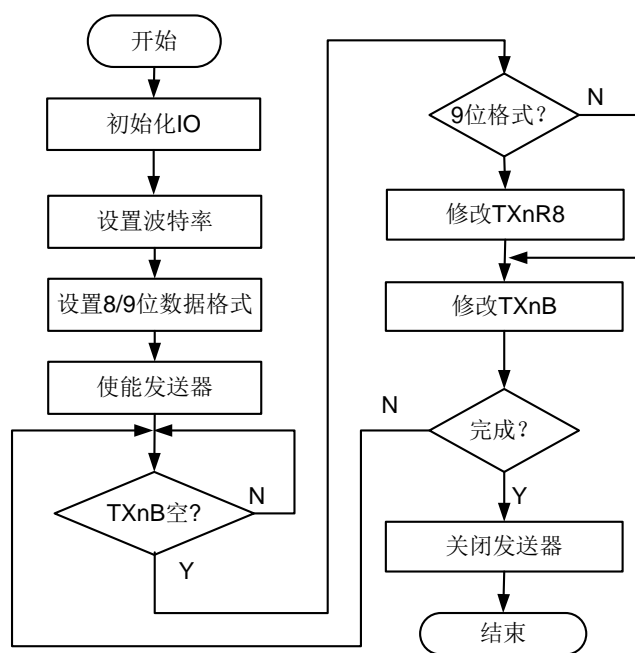 开始
初始化IO
设置波特率
设置8/9位数据格式
使能发送器
TXnB空?
N
Y
9位格式?
N
修改TXnR8
修改TXnB
完成?
N
Y
关闭发送器
结束